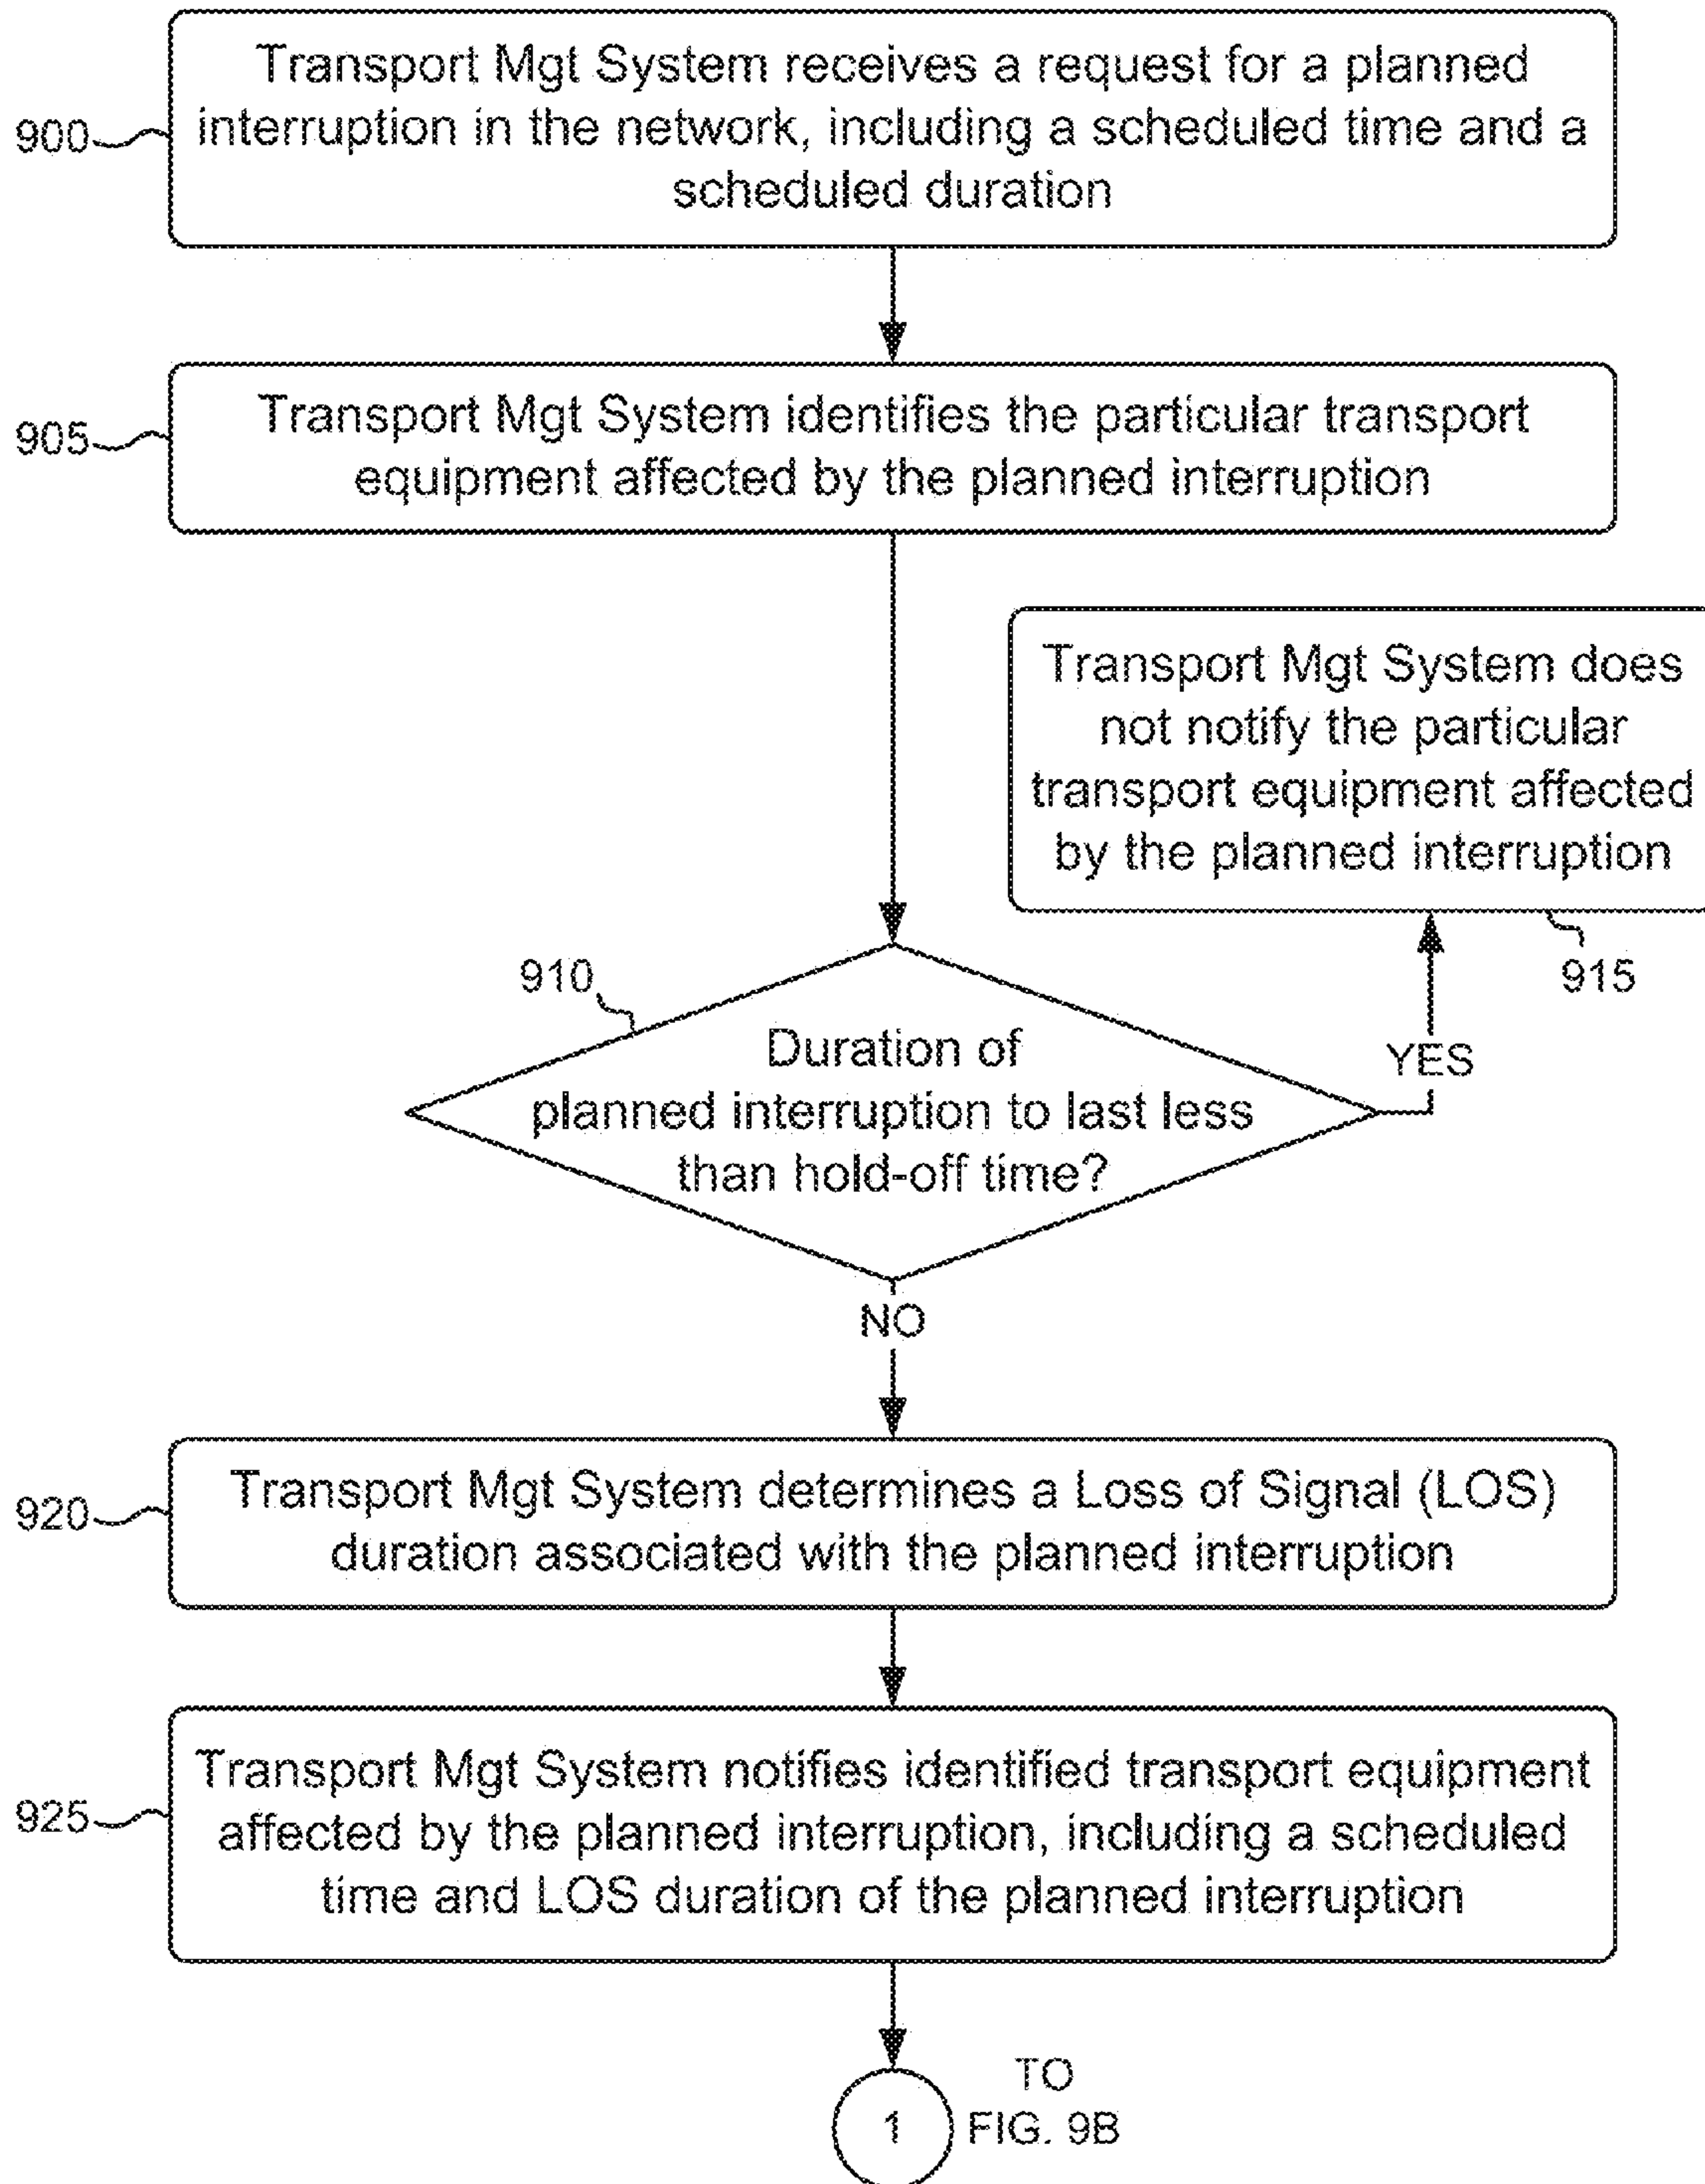 Transport Mgt System receives a request for a planned
900
interruption in the network, including a scheduled time and a
scheduled duration
Transport Mgt System identifies the particular transport
905
equipment affected by the planned interruption
Transport Mgt System does
not notify the particular
transport equipment affected
by the planned interruption
915
910
Duration of
planned interruption to last less
than hold-off time?
YES
NO
Transport Mgt System determines a Loss of Signal (LOS)
920
duration associated with the planned interruption
Transport Mgt System notifies identified transport equipment
925
affected by the planned interruption, including a scheduled
time and LOS duration of the planned interruption
1
TO
FIG. 9B